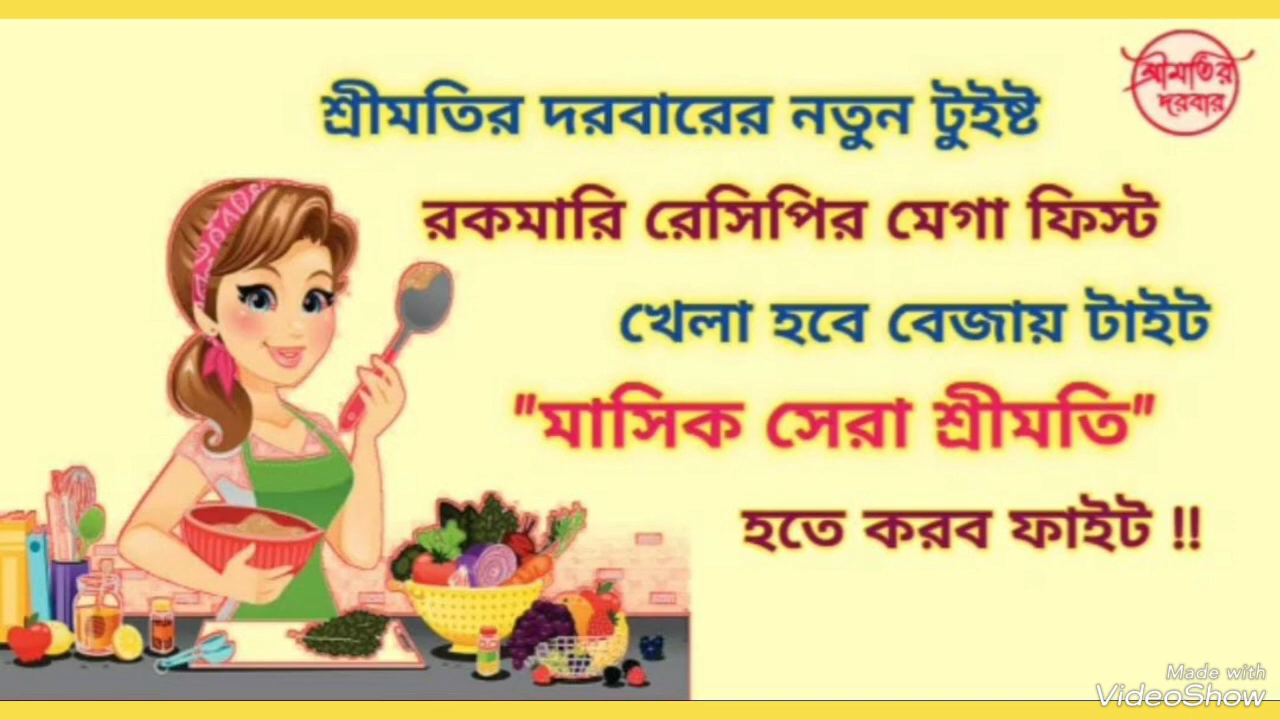 শ্রীমতির দরবার
শ্রীমতির দরবারের নতুন টুইষ্ট
রকমারি রেসিপির মেগা ফিস্ট
খেলা হবে বেজায় টাইট
"মাসিক সেরা শ্রীমতি"
হতে করব ফাইট !!
Made with
VideoShow